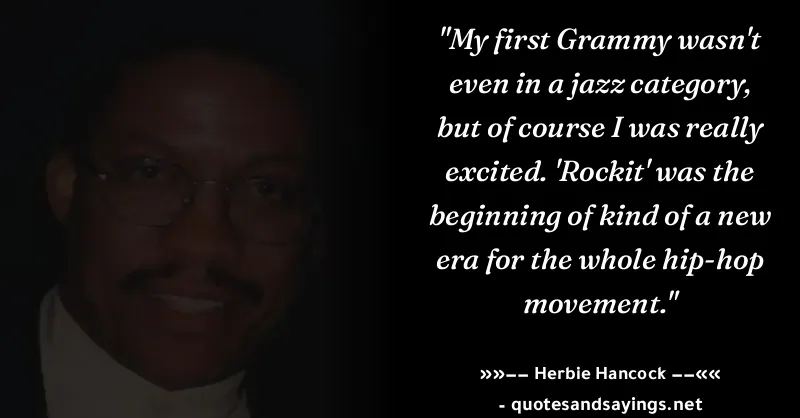 "My first Grammy wasn't
even in a jazz category,
but of course I was really
excited. 'Rockit' was the
beginning of kind of a new
era for the whole hip-hop
movement."
»»—— Herbie Hancock ——««
- quotesandsayings.net